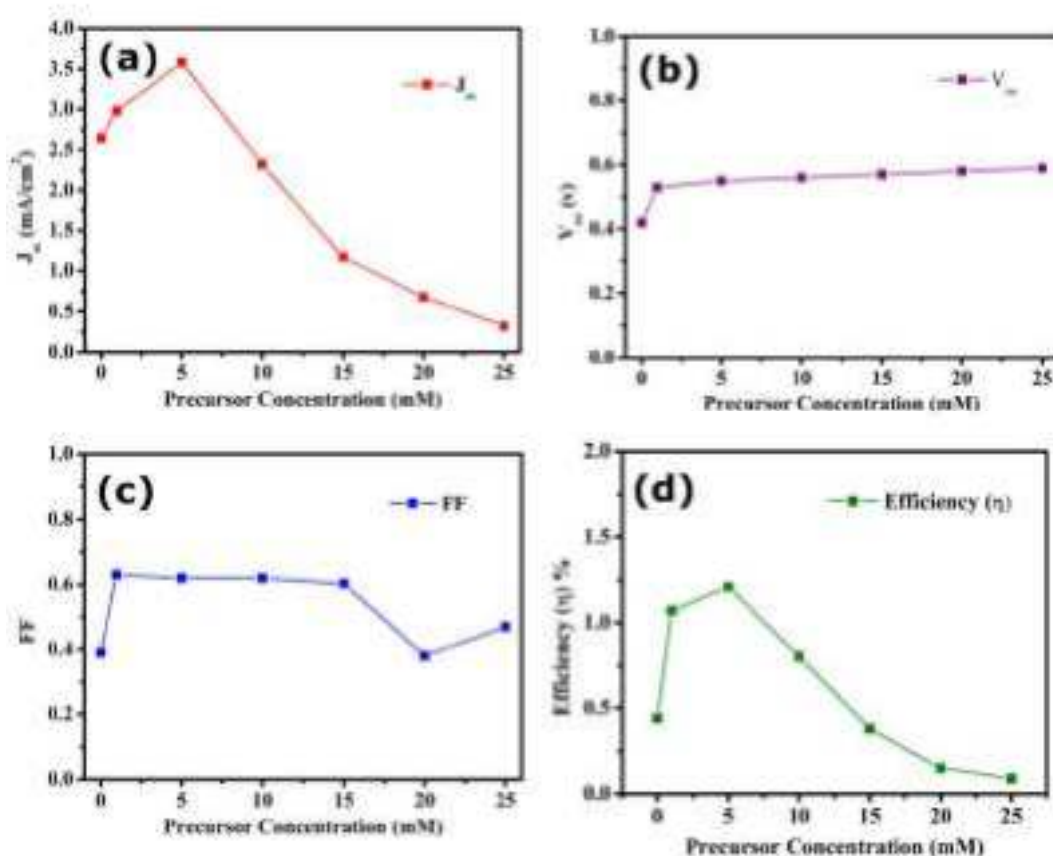 (a)
J
4.0
3.5
3.0
2.5
2.0
1.5
1.0
0.5
0.0
J (mA/cm²)
0 5 10 15 20 25
Precursor Concentration (mM)
(b)
V
1.0
0.8
0.6
0.4
0.2
0.0
V (v)
0 5 10 15 20 25
Precursor Concentration (mM)
(c)
FF
1.0
0.8
0.6
0.4
0.2
0.0
FF
0 5 10 15 20 25
Precursor Concentration (mM)
(d)
Efficiency (η)
2.0
1.5
1.0
0.5
0.0
Efficiency (η) %
0 5 10 15 20 25
Precursor Concentration (mM)